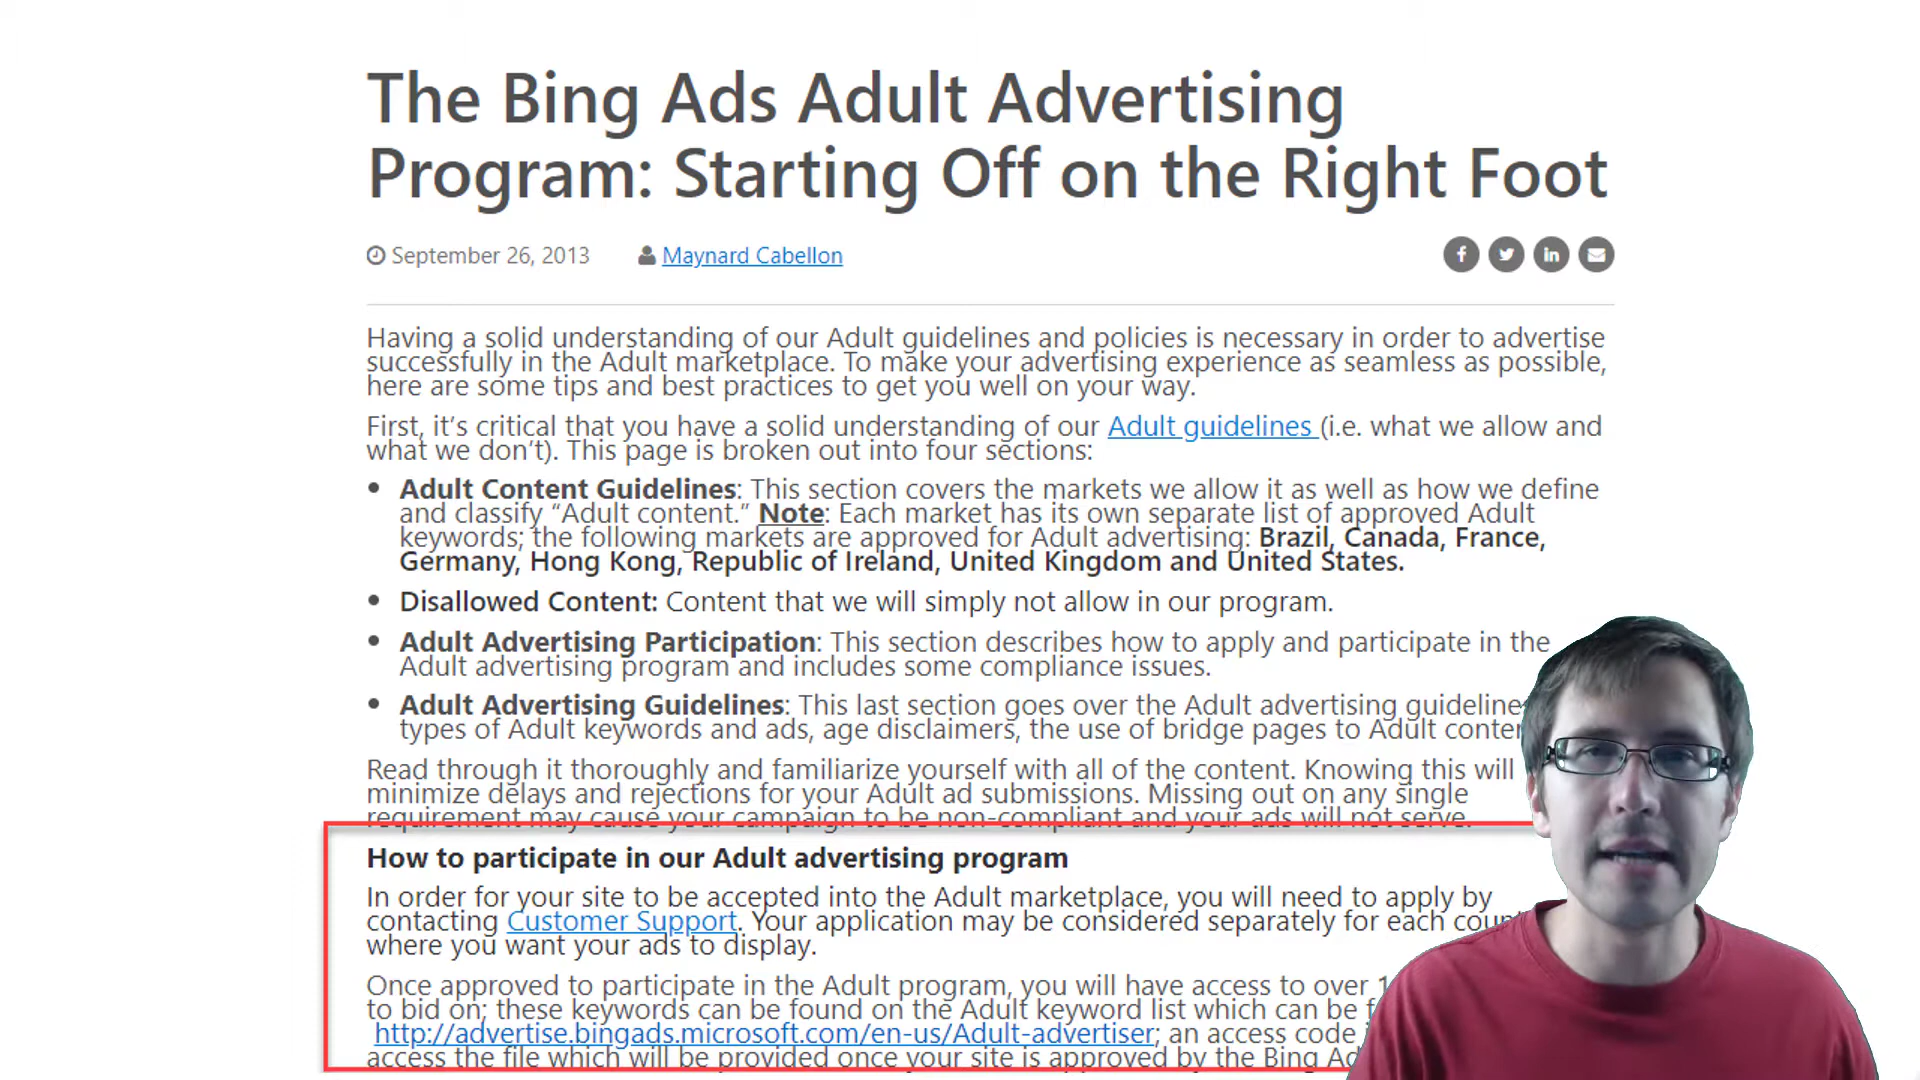 The Bing Ads Adult Advertising
Program: Starting Off on the Right Foot
September 26, 2013 Maynard Cabellon
Having a solid understanding of our Adult guidelines and policies is necessary in order to advertise
successfully in the Adult marketplace. To make your advertising experience as seamless as possible,
here are some tips and best practices to get you well on your way.
First, it’s critical that you have a solid understanding of our Adult guidelines (i.e. what we allow and
what we don’t). This page is broken out into four sections:
• Adult Content Guidelines: This section covers the markets we allow it as well as how we define
and classify “Adult content.” Note: Each market has its own separate list of approved Adult
keywords; the following markets are approved for Adult advertising: Brazil, Canada, France,
Germany, Hong Kong, Republic of Ireland, United Kingdom and United States.
• Disallowed Content: Content that we will simply not allow in our program.
• Adult Advertising Participation: This section describes how to apply and participate in the
Adult advertising program and includes some compliance issues.
• Adult Advertising Guidelines: This last section goes over the Adult advertising
types of Adult keywords and ads, age disclaimers, the use of bridge pages to Adult
Read through it thoroughly and familiarize yourself with all of the content. Knowing this will
minimize delays and rejections for your Adult ad submissions. Missing out on any single
requirement may cause your campaign to be non-compliant and your ads will not serve.
How to participate in our Adult advertising program
In order for your site to be accepted into the Adult marketplace, you will need to apply by
contacting Customer Support. Your application may be considered separately for each
where you want your ads to display.
Once approved to participate in the Adult program, you will have access to over
to bid on; these keywords can be found on the Adult keyword list which can be
http://advertise.bingads.microsoft.com/en-us/Adult-advertiser; an access code
access the file which will be provided once your site is approved by the Bing